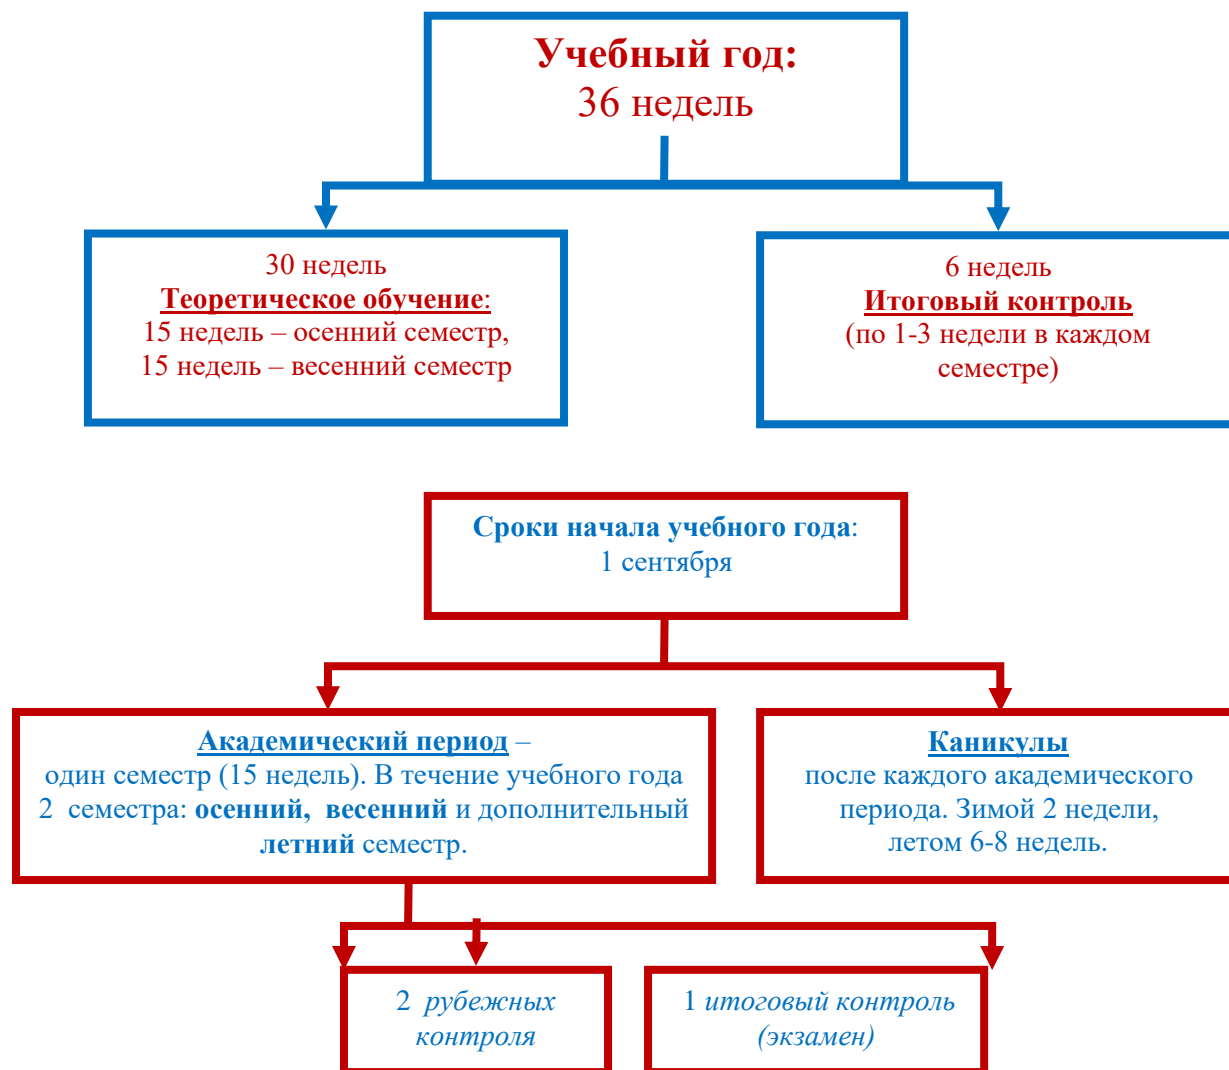 Учебный год:
36 недель
30 недель
Теоретическое обучение:
15 недель – осенний семестр,
15 недель – весенний семестр
6 недель
Итоговый контроль
(по 1-3 недели в каждом
семестре)
Сроки начала учебного года:
1 сентября
Академический период –
один семестр (15 недель). В течение учебного года
2 семестра: осенний, весенний и дополнительный
летний семестр.
Каникулы
после каждого академического
периода. Зимой 2 недели,
летом 6-8 недель.
2 рубежных
контроля
1 итоговый контроль
(экзамен)